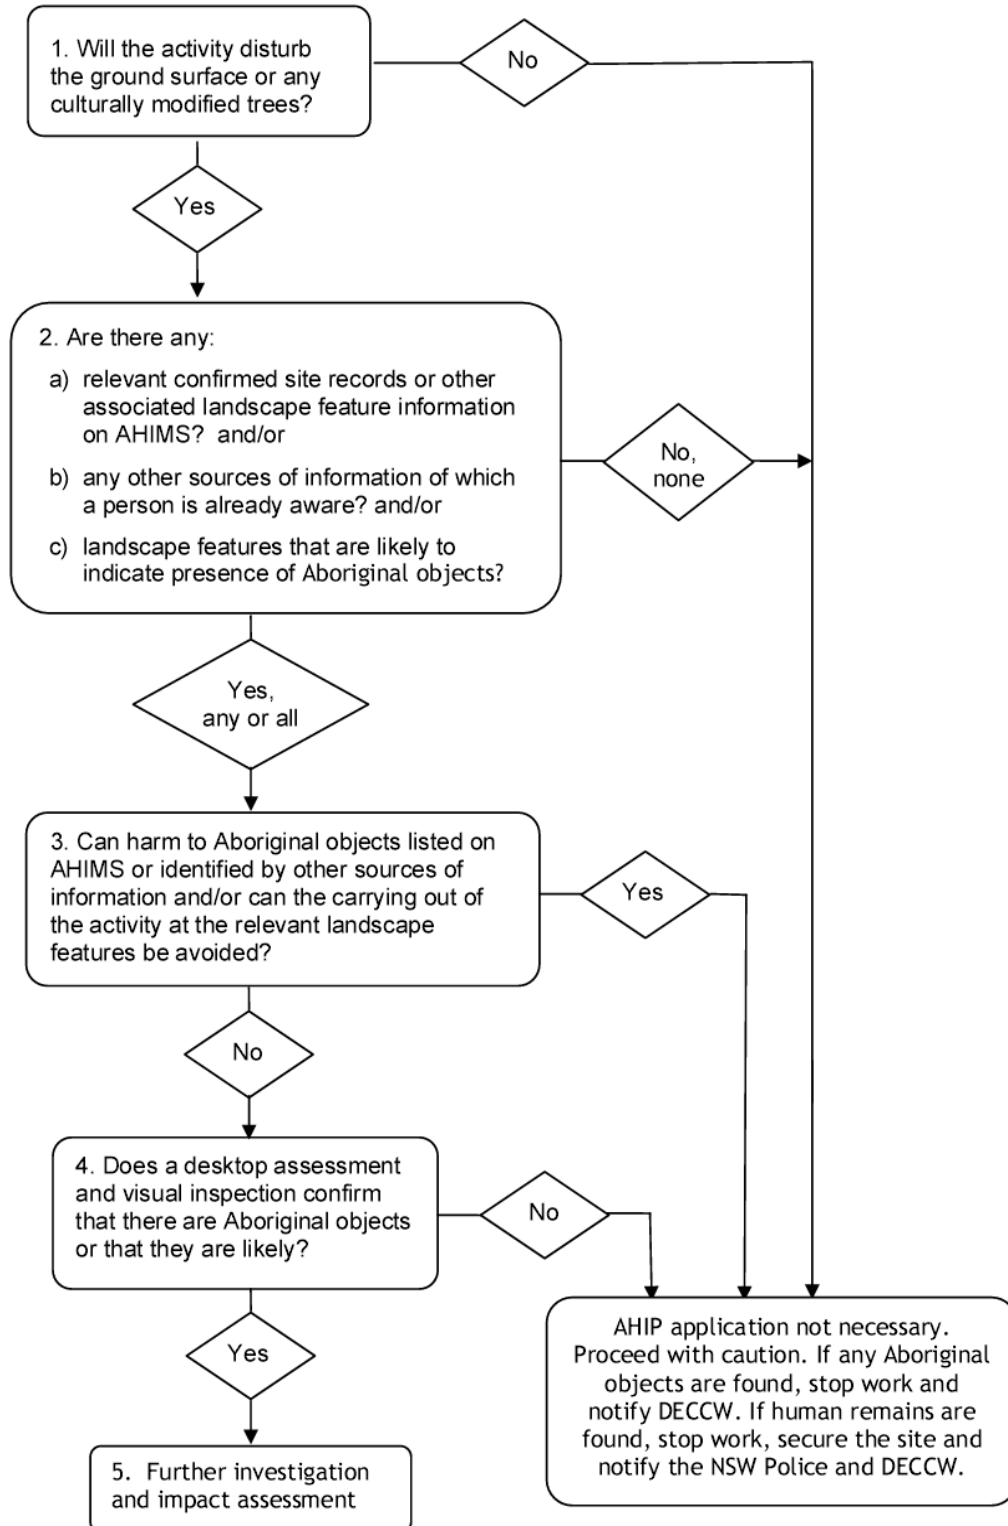 1. Will the activity disturb
the ground surface or any
culturally modified trees?
No
Yes
2. Are there any:
a) relevant confirmed site records or other
associated landscape feature information
on AHIMS? and/or
b) any other sources of information of which
a person is already aware? and/or
c) landscape features that are likely to
indicate presence of Aboriginal objects?
No,
none
Yes,
any or all
3. Can harm to Aboriginal objects listed on
AHIMS or identified by other sources of
information and/or can the carrying out of
the activity at the relevant landscape
features be avoided?
Yes
No
4. Does a desktop assessment
and visual inspection confirm
that there are Aboriginal objects
or that they are likely?
No
Yes
AHIP application not necessary.
Proceed with caution. If any Aboriginal
objects are found, stop work and
notify DECCW. If human remains are
found, stop work, secure the site and
notify the NSW Police and DECCW.
5. Further investigation
and impact assessment